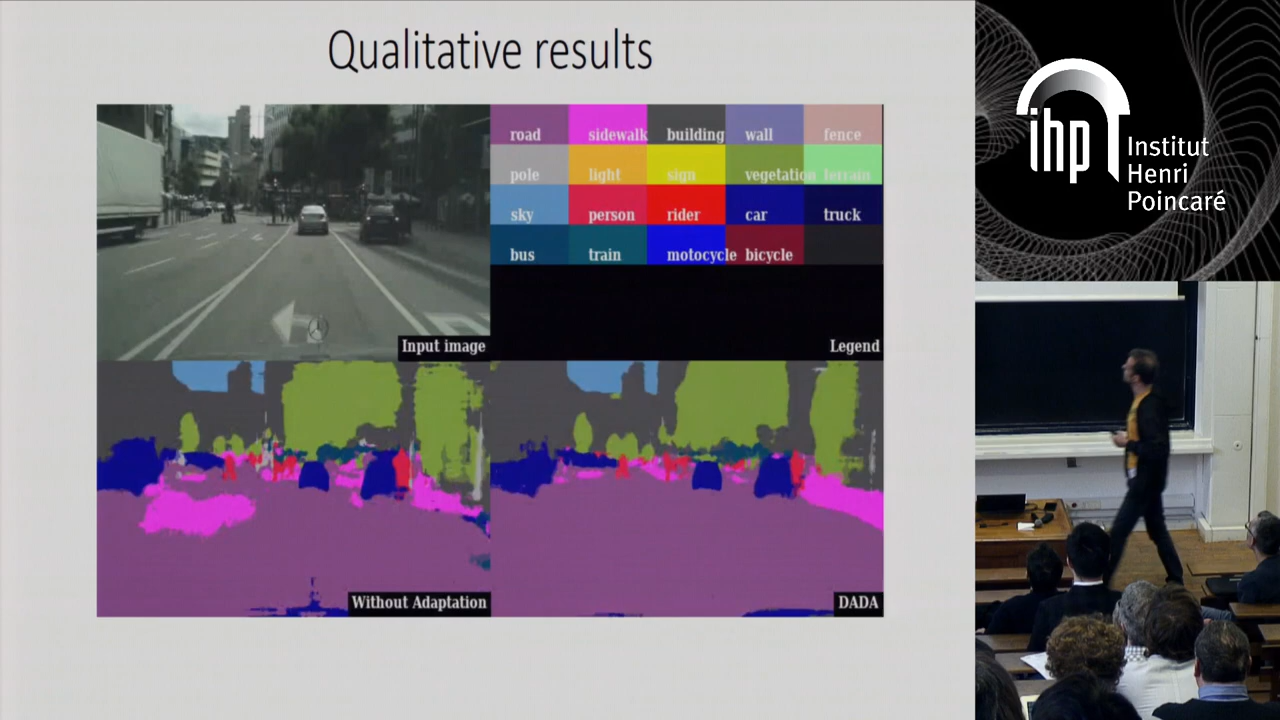 Qualitative results
road sidewalk building wall fence
pole light sign vegetation terrain
sky person rider car truck
bus train motocycle bicycle
Input image
Legend
Without Adaptation
DADA
ihp Institut
Henri
Poincaré